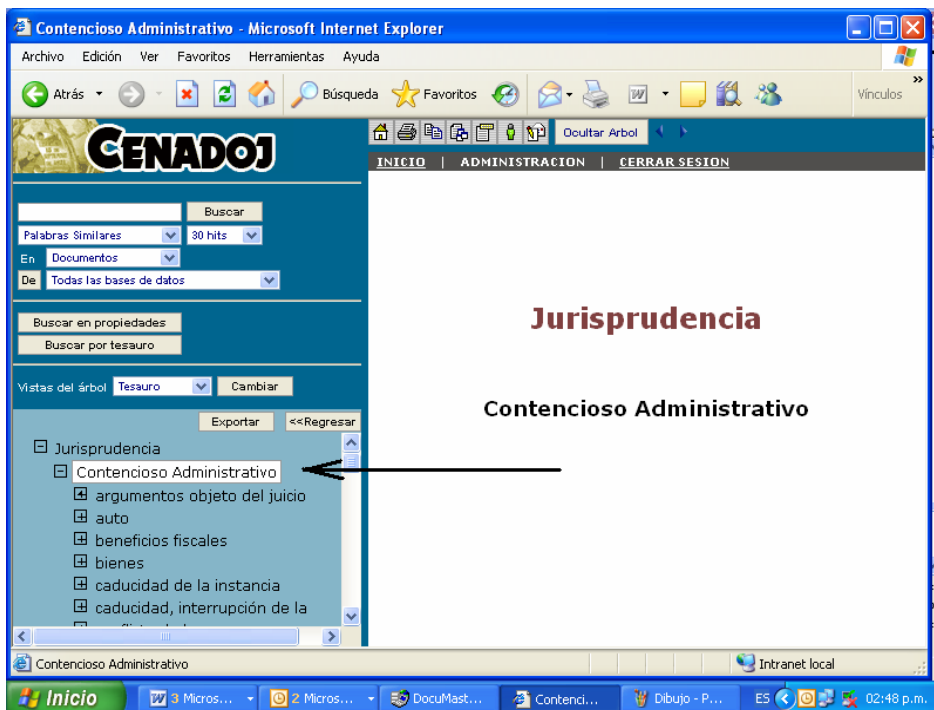 Contencioso Administrativo - Microsoft Internet Explorer
Archivo Edición Ver Favoritos Herramientas Ayuda
Atrás Búsqueda Favoritos Vínculos
CENADOJ
Ocultar Arbol
INICIO | ADMINISTRACION | CERRAR SESION
Buscar
Palabras Similares 30 hits
En Documentos
De Todas las bases de datos
Buscar en propiedades
Buscar por tesauro
Vistas del árbol Tesauro Cambiar
Exportar <<Regresar
Jurisprudencia
Contencioso Administrativo
argumentos objeto del juicio
auto
beneficios fiscales
bienes
caducidad de la instancia
caducidad, interrupción de la
Jurisprudencia
Contencioso Administrativo
Contencioso Administrativo Intranet local
Inicio 3 Micros... 2 Micros... DocuMast... Contenci... Dibujo - P... ES 02:48 p.m.